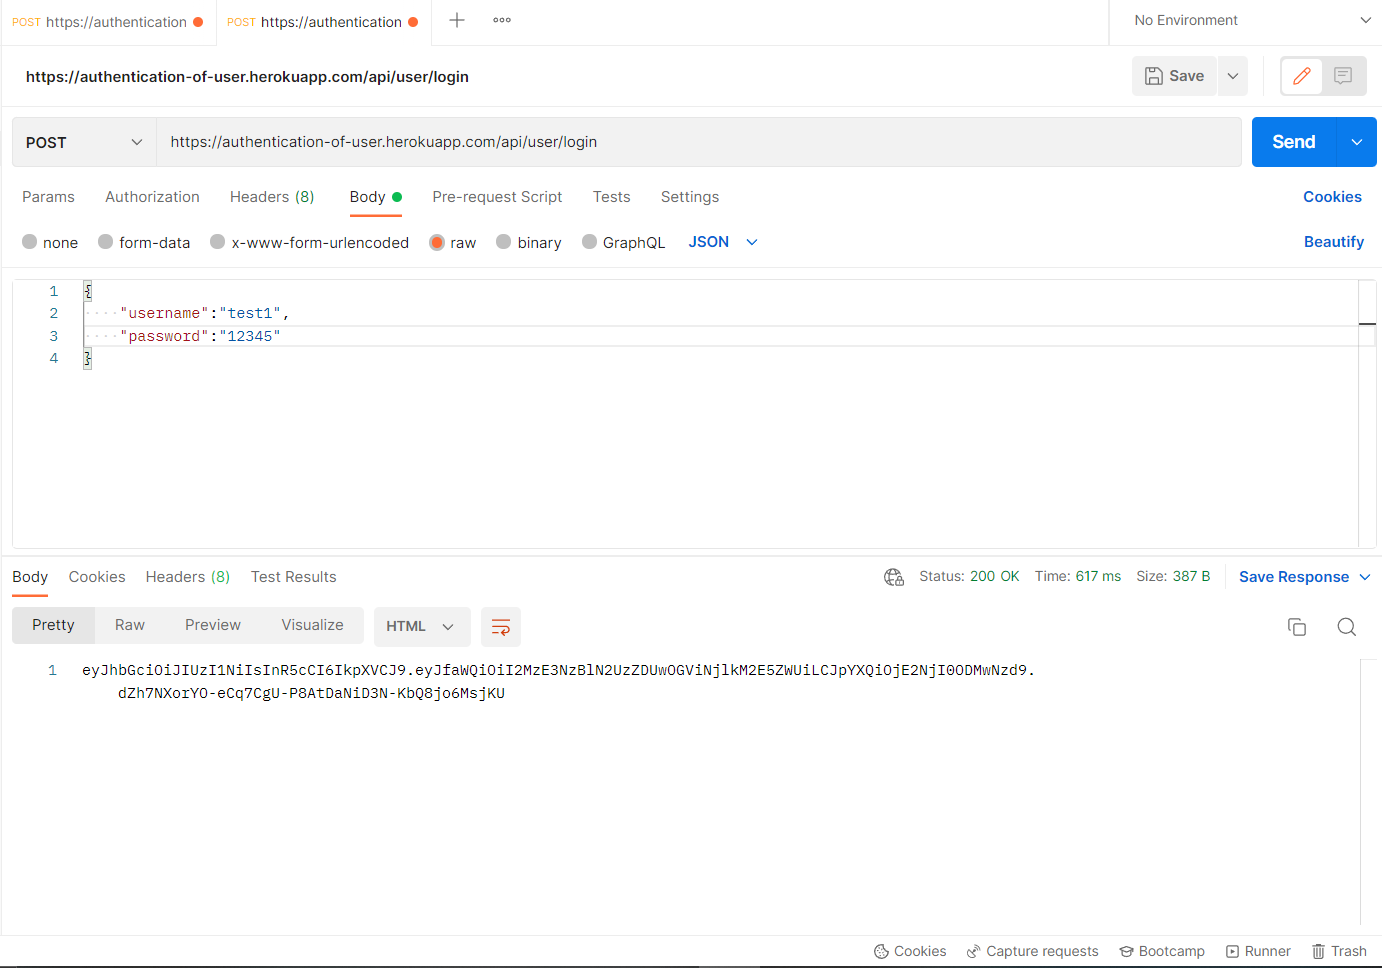 POST https://authentication
POST https://authentication
No Environment
https://authentication-of-user.herokuapp.com/api/user/login
Save
POST
https://authentication-of-user.herokuapp.com/api/user/login
Send
Params Authorization Headers (8) Body Pre-request Script Tests Settings Cookies
none form-data x-www-form-urlencoded raw binary GraphQL JSON Beautify
1 {
2 "username":"test1",
3 "password":"12345"
4 }
Body Cookies Headers (8) Test Results Status: 200 OK Time: 617 ms Size: 387 B Save Response
Pretty Raw Preview Visualize HTML
1 eyJhbGciOiJIUzI1NiIsInR5cCI6IkpXVCJ9.eyJfaWQiOiI2MzE3NzBlN2UzZDUwOGViNjlkM2E5ZWUiLCJpYXQiOjE2NjI0ODMwNzd9.
dZh7NXorYO-eCq7CgU-P8AtDaNiD3N-KbQ8jo6MsjKU
Cookies Capture requests Bootcamp Runner Trash